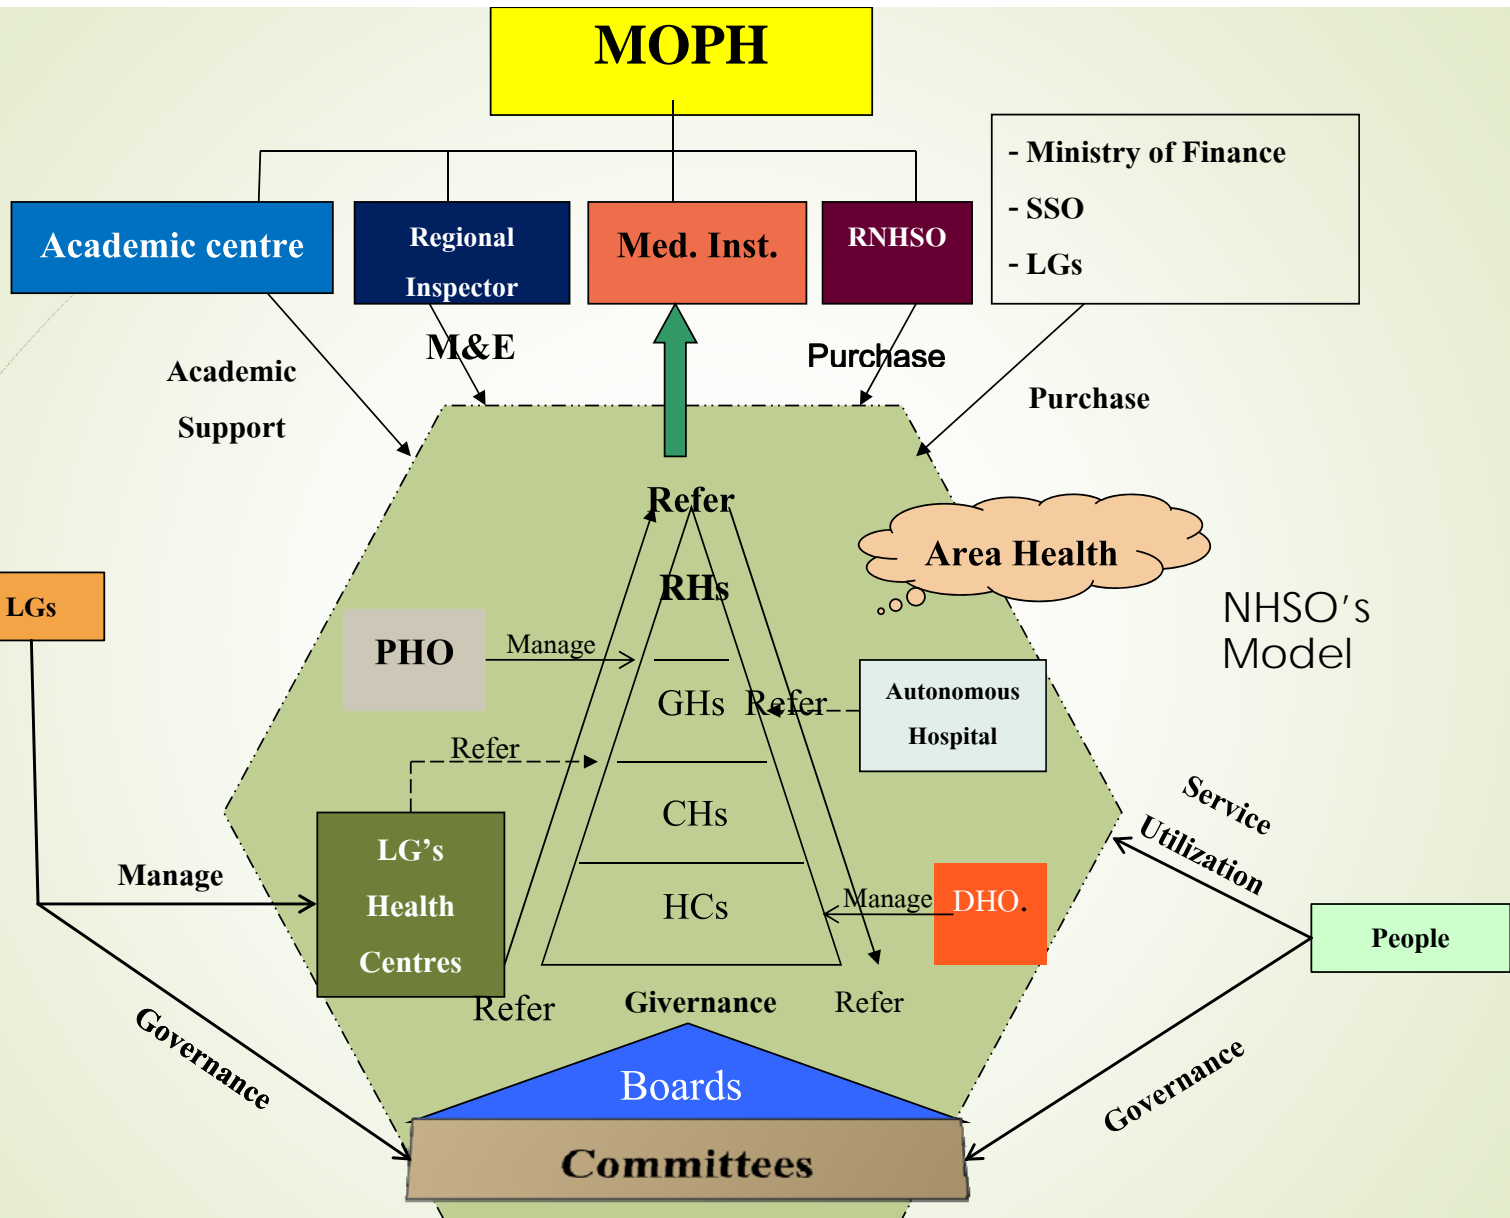 MOPH
- Ministry of Finance
- SSO
- LGs
Academic centre
Regional
Inspector
Med. Inst.
RNHSO
M&E
Purchase
Academic
Support
Purchase
Refer
Area Health
RHs
LGs
NHSO's
Model
PHO
Manage
GHs
Refer
Autonomous
Hospital
Refer
CHs
Service
Utilization
LG's
Health
Centres
Manage
HCs
Manage
DHO.
People
Refer
Givernance
Refer
Governance
Governance
Boards
Committees